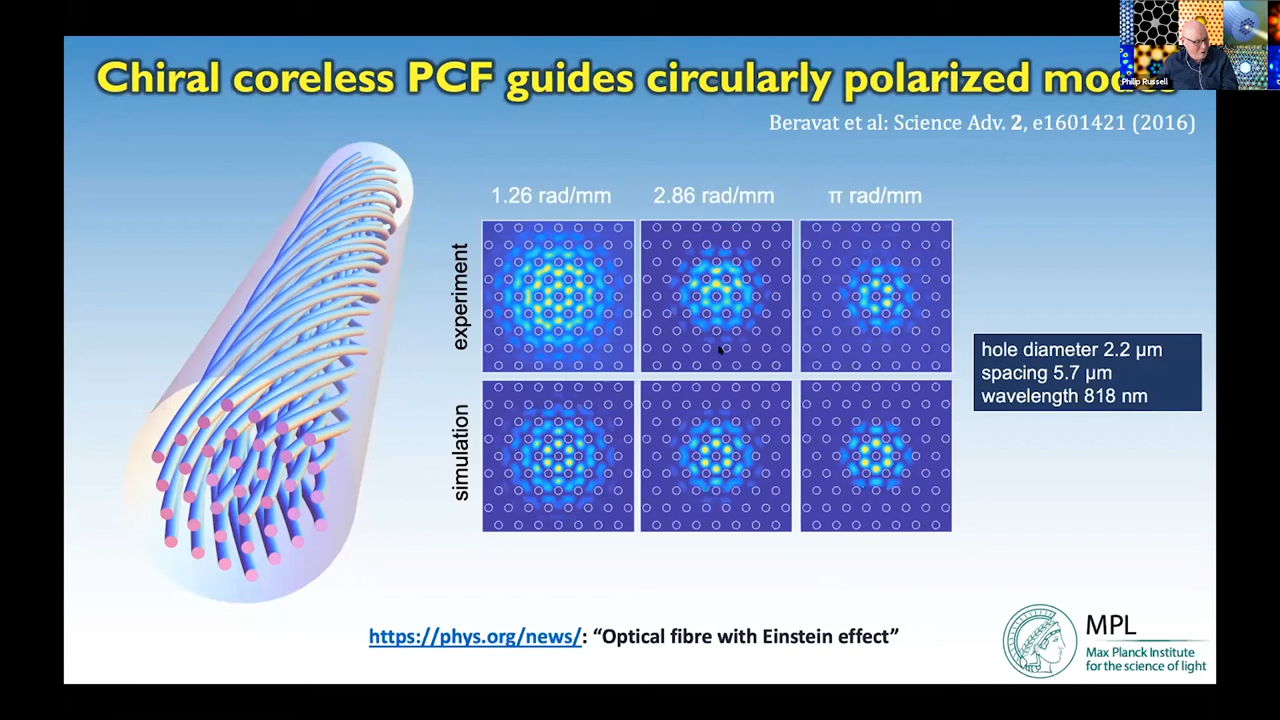 Chiral coreless PCF guides circularly polarized
Philip Russell
Beravat et al: Science Adv. 2, e1601421 (2016)
1.26 rad/mm
2.86 rad/mm
π rad/mm
experiment
simulation
hole diameter 2.2 μm
spacing 5.7 μm
wavelength 818 nm
https://phys.org/news/: “Optical fibre with Einstein effect”
MPL
Max Planck Institute
for the science of light